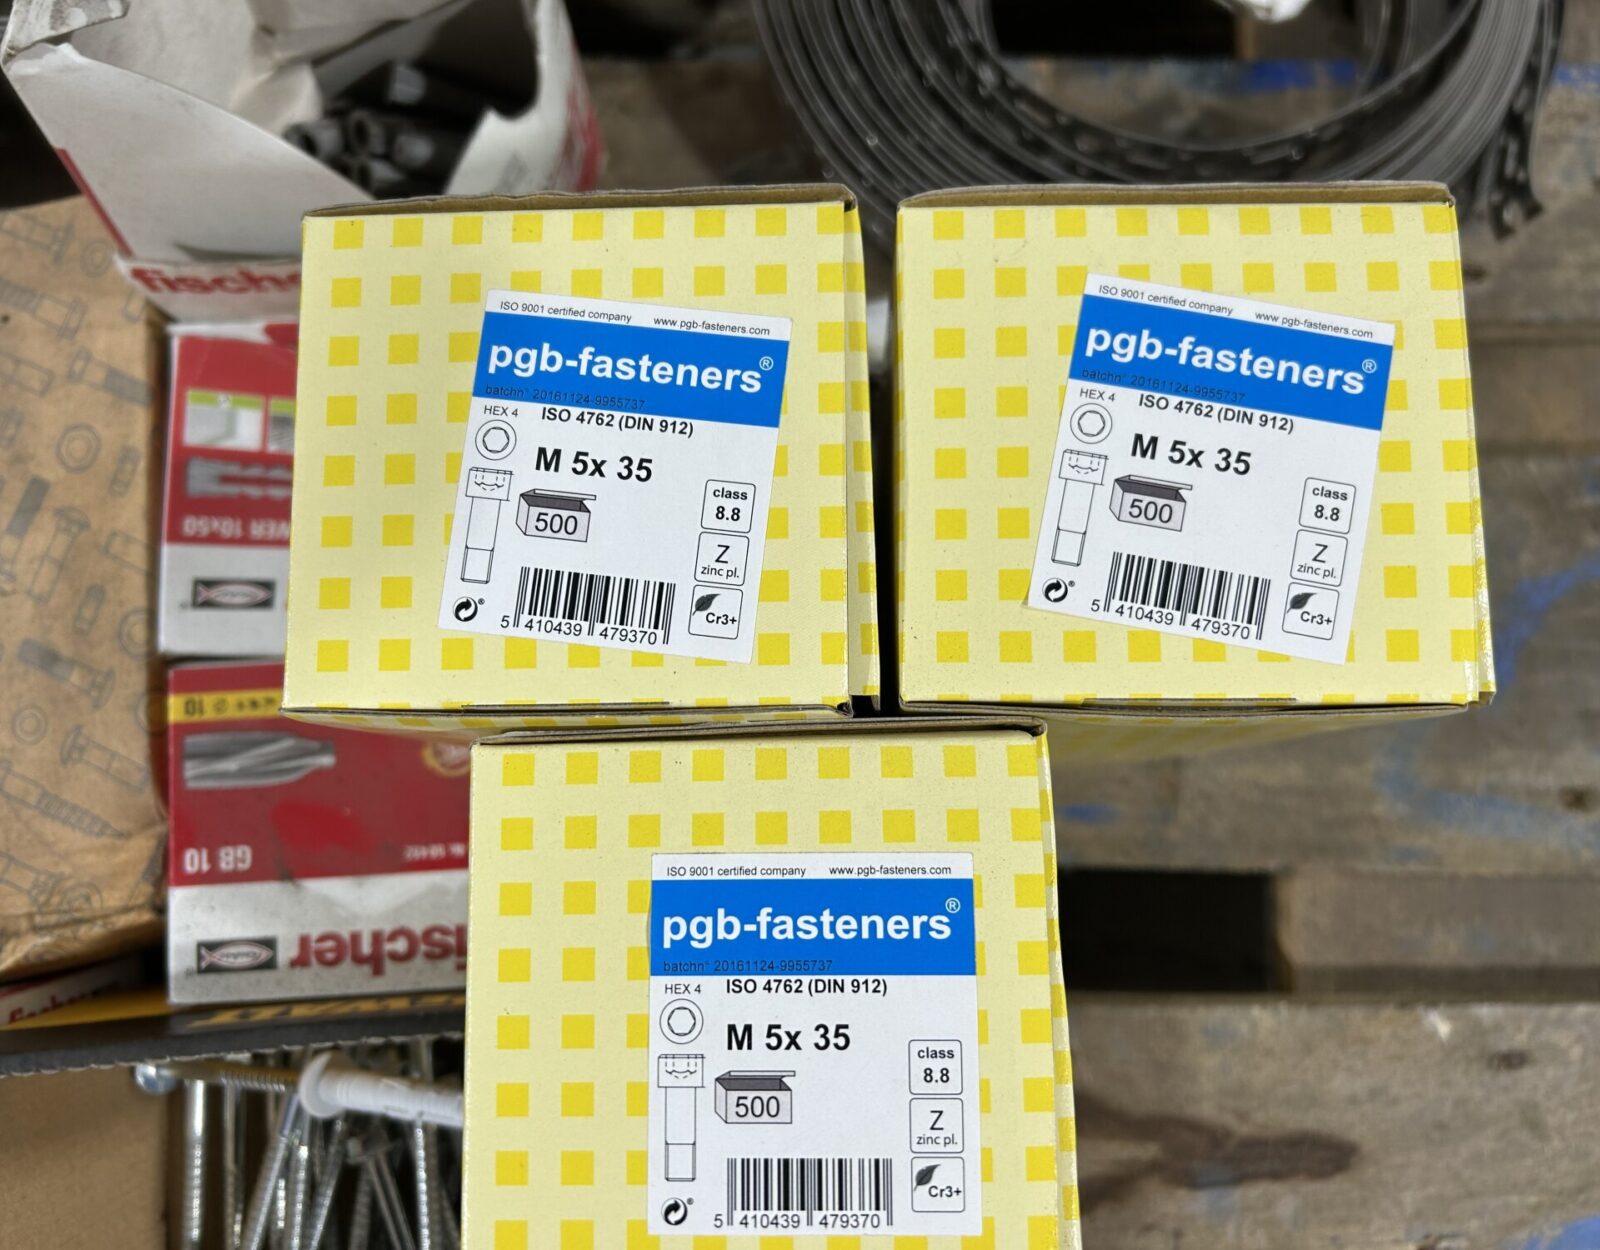 fische
ISO 9001 certified company www.pgb-fasteners.com
pgb-fasteners®
batchn° 20161124-9955737
HEX 4 ISO 4762 (DIN 912)
M 5x 35
500
class
8.8
Z
zinc pl.
Cr3+
5 410439 479370
ISO 9001 certified company www.pgb-fasteners.com
pgb-fasteners®
batchn° 20161124-9955737
HEX 4 ISO 4762 (DIN 912)
M 5x 35
500
class
8.8
Z
zinc pl.
Cr3+
5 410439 479370
WER 10x60
10
GB 10
fischer
ISO 9001 certified company www.pgb-fasteners.com
pgb-fasteners®
batchn° 20161124-9955737
HEX 4 ISO 4762 (DIN 912)
M 5x 35
500
class
8.8
Z
zinc pl.
Cr3+
5 410439 479370